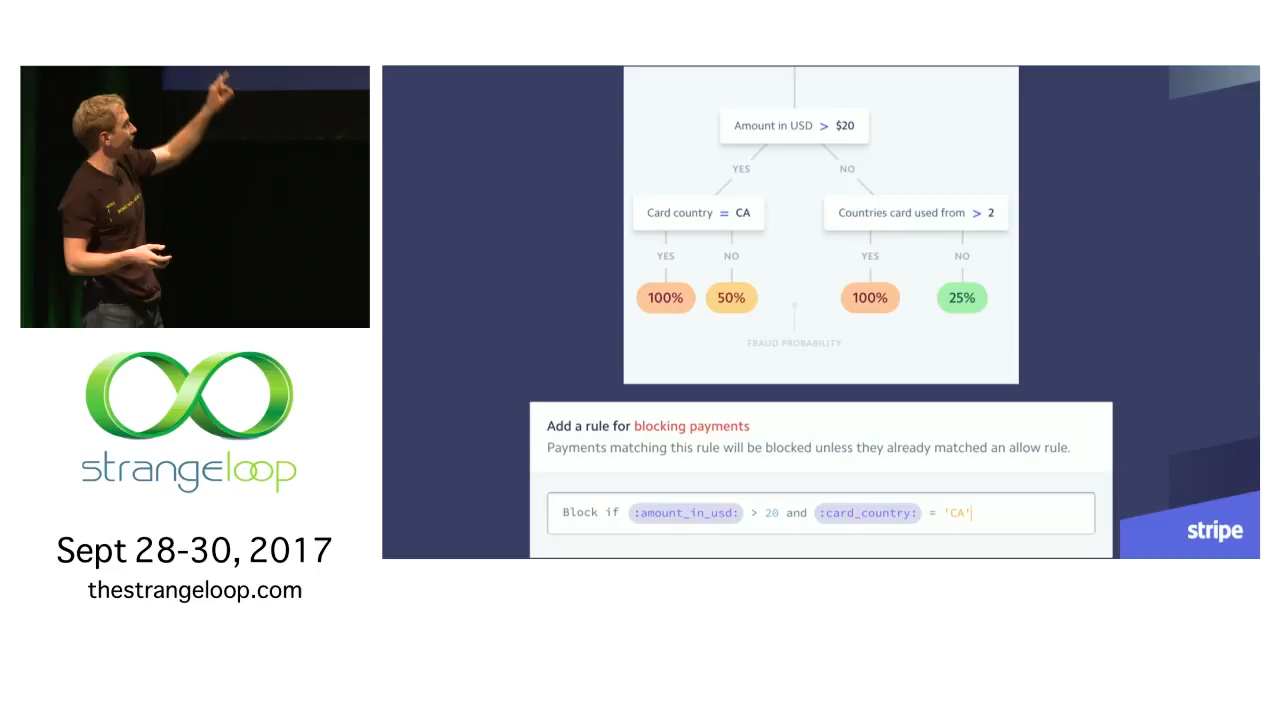 Amount in USD > $20
YES NO
Card country = CA Countries card used from > 2
YES NO YES NO
100% 50% 100% 25%
FRAUD PROBABILITY
Add a rule for blocking payments
Payments matching this rule will be blocked unless they already matched an allow rule.
Block if :amount_in_usd: > 20 and :card_country: = 'CA'
stripe
strangeloop
Sept 28-30, 2017
thestrangeloop.com